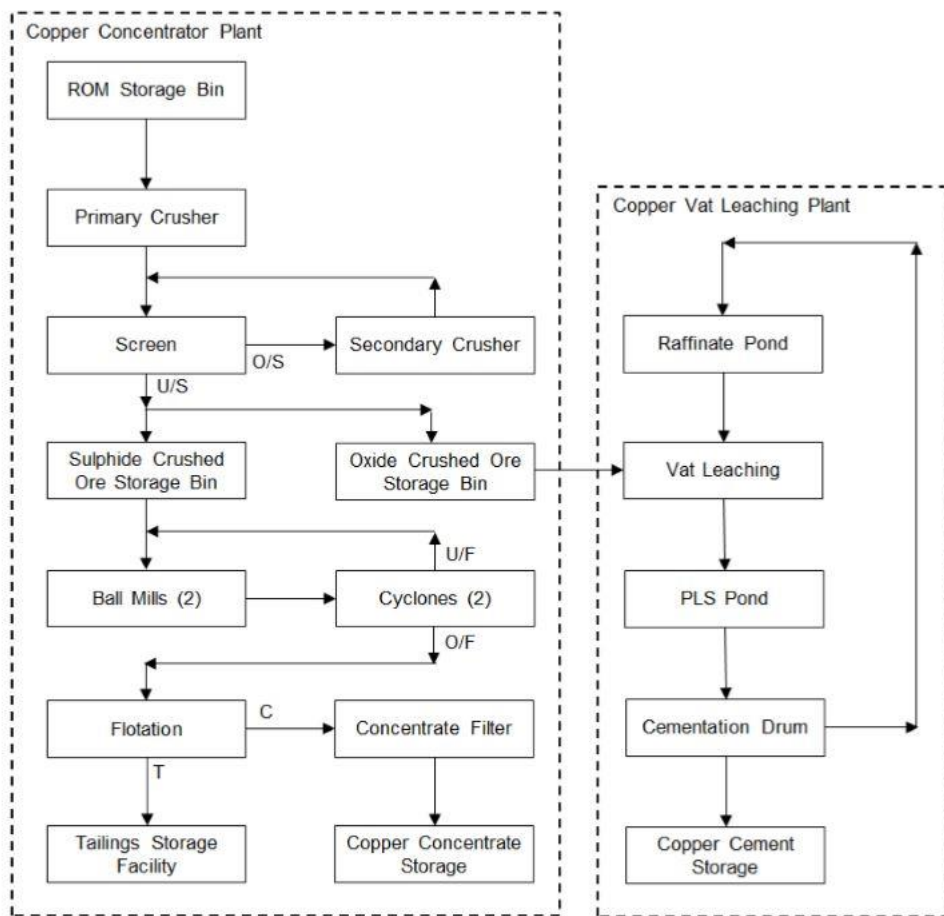 Copper Concentrator Plant
ROM Storage Bin
Primary Crusher
Copper Vat Leaching Plant
Screen
O/S
Secondary Crusher
Raffinate Pond
U/S
Sulphide Crushed
Ore Storage Bin
Oxide Crushed Ore
Storage Bin
Vat Leaching
U/F
Ball Mills (2)
Cyclones (2)
PLS Pond
O/F
Flotation
C
Concentrate Filter
Cementation Drum
T
Tailings Storage
Facility
Copper Concentrate
Storage
Copper Cement
Storage